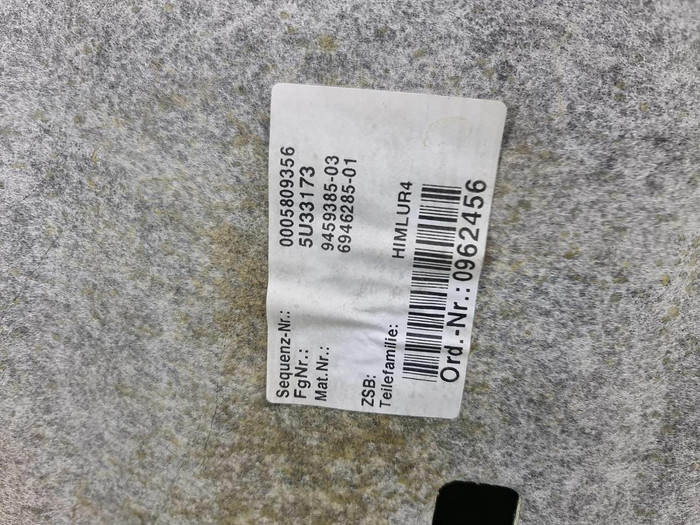 Sequenz-Nr.: 0005809356
FgNr.: 5U33173
Mat.Nr.: 9459385-03
6946285-01
ZSB:
Teilefamilie: HIMLUR4
Ord.-Nr.: 0962456